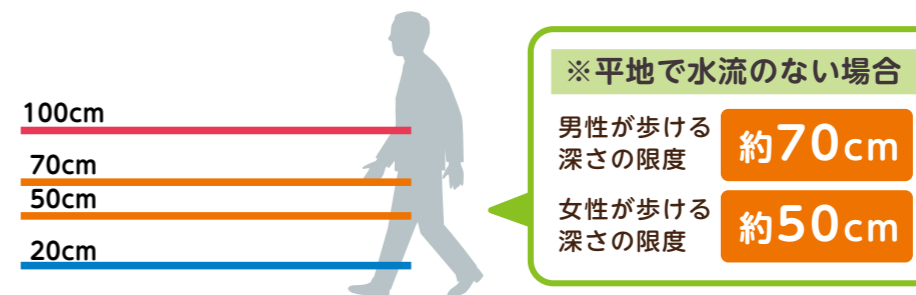 100cm
70cm
50cm
20cm
※平地で水流のない場合
男性が歩ける
深さの限度
約70cm
女性が歩ける
深さの限度
約50cm